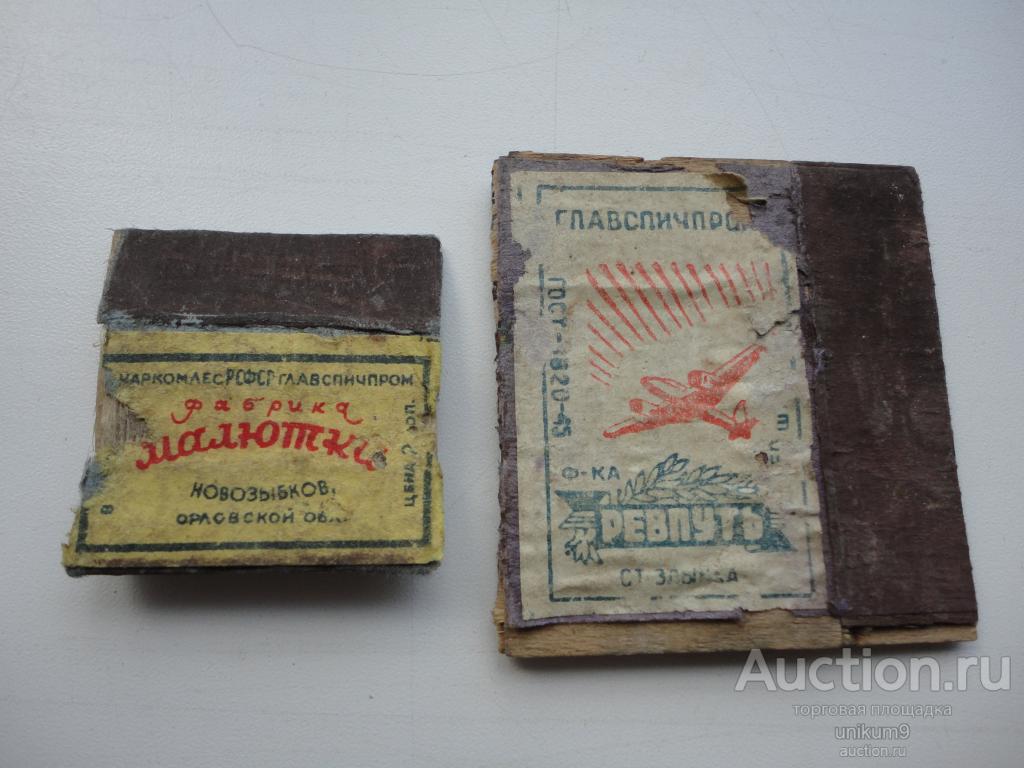 НАРКОМЛЕС РСФСР ГЛАВСПИЧПРОМ
фабрика
малютка
НОВОЗЫБКОВ,
ОРЛОВСКОЙ ОБЛ.
ЦЕНА 2 КОП.
8
ГЛАВСПИЧПРОМ
ГОСТ-1820-45
Ф-КА
РЕВПУТЬ
СТ ЗЛЫНКА
Auction.ru
торговая площадка
unikum9
auction.ru